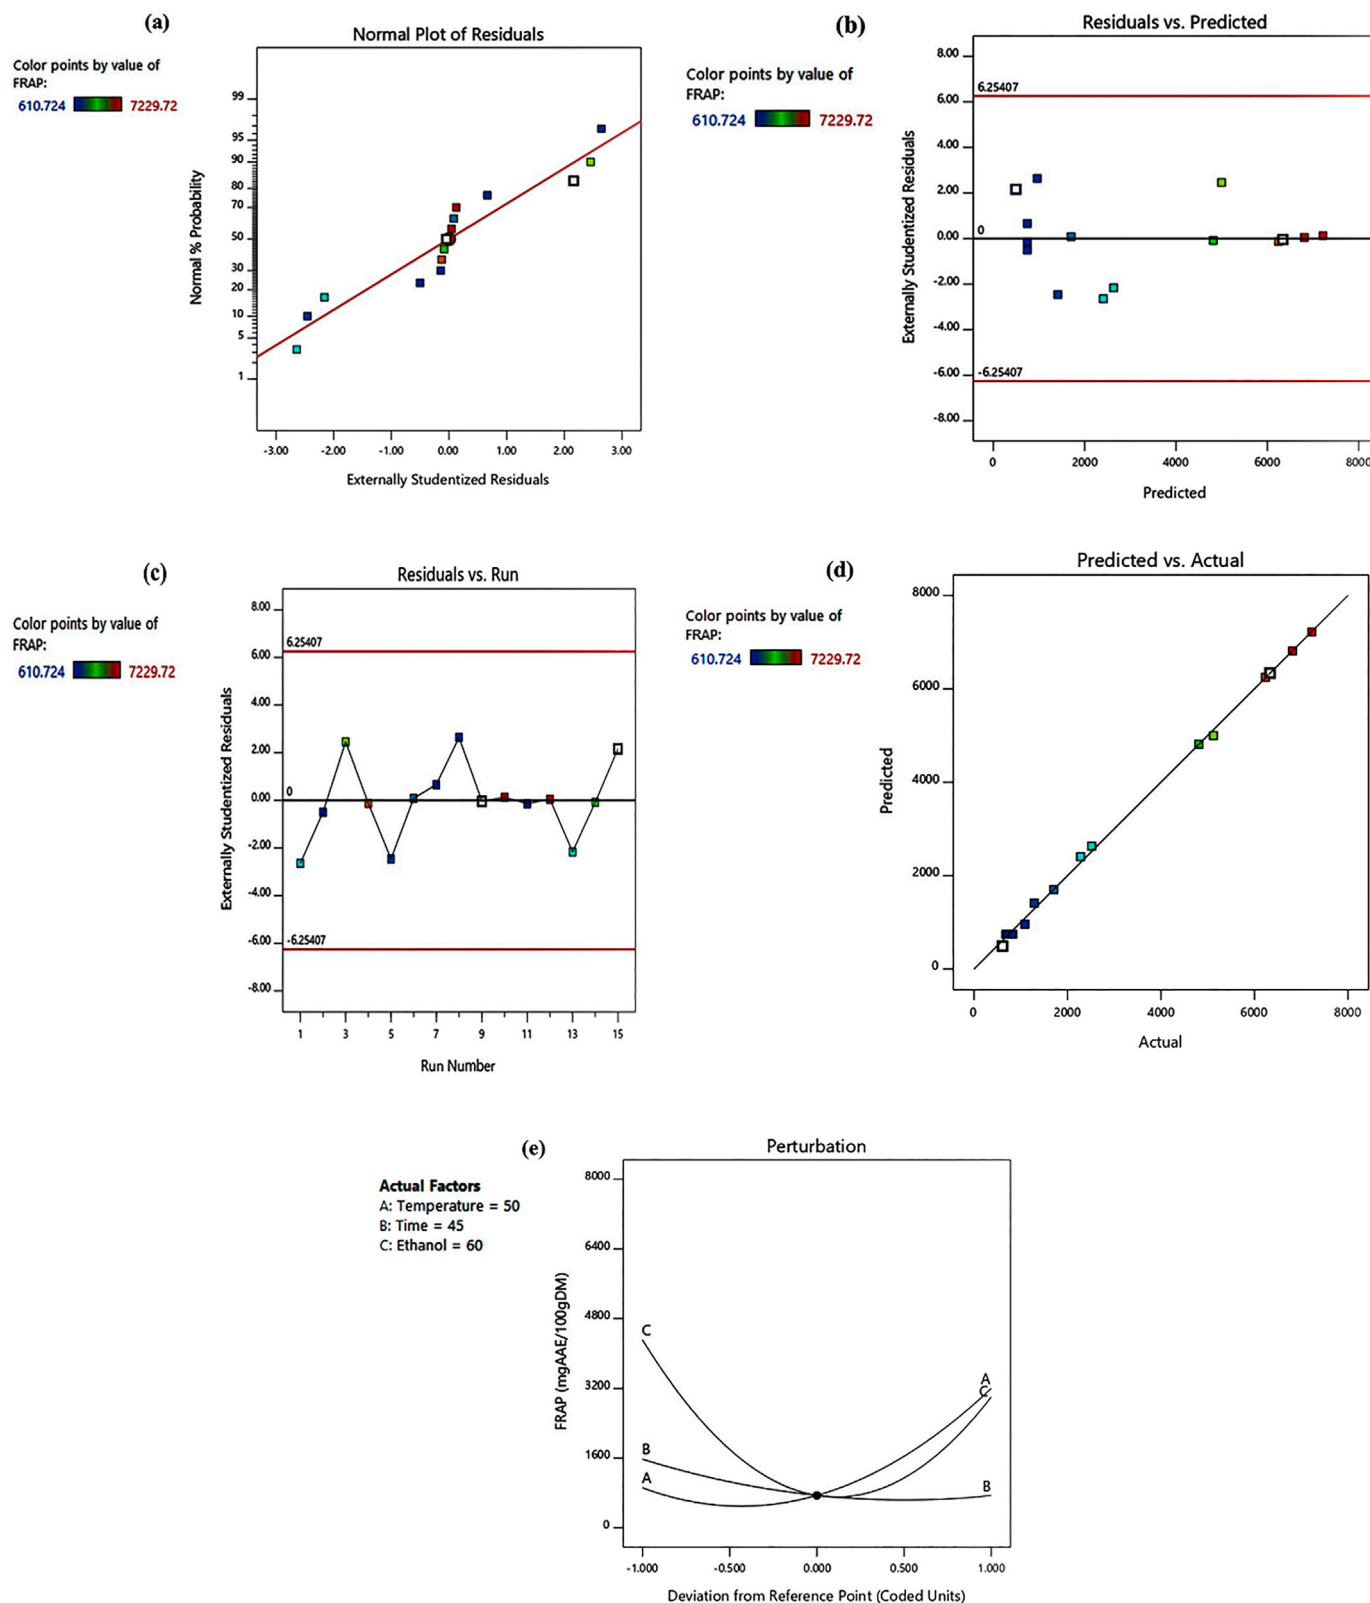 (a)
Normal Plot of Residuals
Color points by value of
FRAP:
610.724 7229.72
Normal % Probability
99
95
90
80
70
50
30
20
10
5
1
-3.00 -2.00 -1.00 0.00 1.00 2.00 3.00
Externally Studentized Residuals
(b)
Residuals vs. Predicted
Color points by value of
FRAP:
610.724 7229.72
Externally Studentized Residuals
8.00
6.25407
6.00
4.00
2.00
0
0.00
-2.00
-4.00
-6.00
-6.25407
-8.00
0 2000 4000 6000 8000
Predicted
(c)
Residuals vs. Run
Color points by value of
FRAP:
610.724 7229.72
Externally Studentized Residuals
8.00
6.25407
6.00
4.00
2.00
0
0.00
-2.00
-4.00
-6.00
-6.25407
-8.00
1 3 5 7 9 11 13 15
Run Number
(d)
Predicted vs. Actual
Color points by value of
FRAP:
610.724 7229.72
Predicted
8000
6000
4000
2000
0
0 2000 4000 6000 8000
Actual
(e)
Perturbation
Actual Factors
A: Temperature = 50
B: Time = 45
C: Ethanol = 60
FRAP (mgAAE/100gDM)
8000
6400
4800
3200
1600
0
C
B
A
A
C
B
-1.000 -0.500 0.000 0.500 1.000
Deviation from Reference Point (Coded Units)